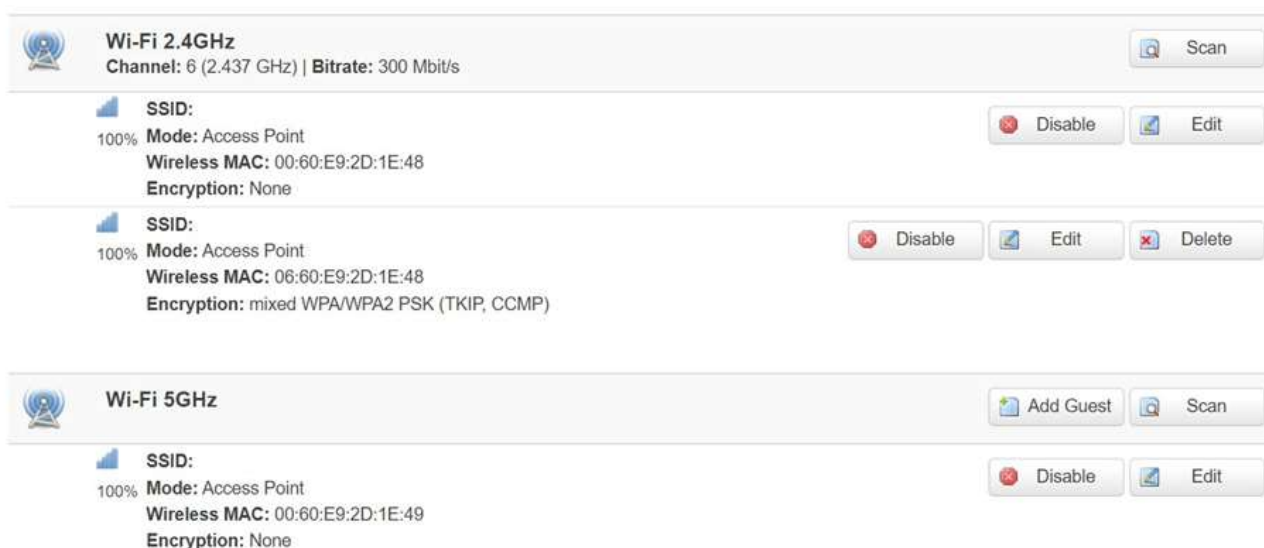 Wi-Fi 2.4GHz
Channel: 6 (2.437 GHz) | Bitrate: 300 Mbit/s
Scan
SSID:
100% Mode: Access Point
Wireless MAC: 00:60:E9:2D:1E:48
Encryption: None
Disable Edit
SSID:
100% Mode: Access Point
Wireless MAC: 06:60:E9:2D:1E:48
Encryption: mixed WPA/WPA2 PSK (TKIP, CCMP)
Disable Edit Delete
Wi-Fi 5GHz
Add Guest Scan
SSID:
100% Mode: Access Point
Wireless MAC: 00:60:E9:2D:1E:49
Encryption: None
Disable Edit